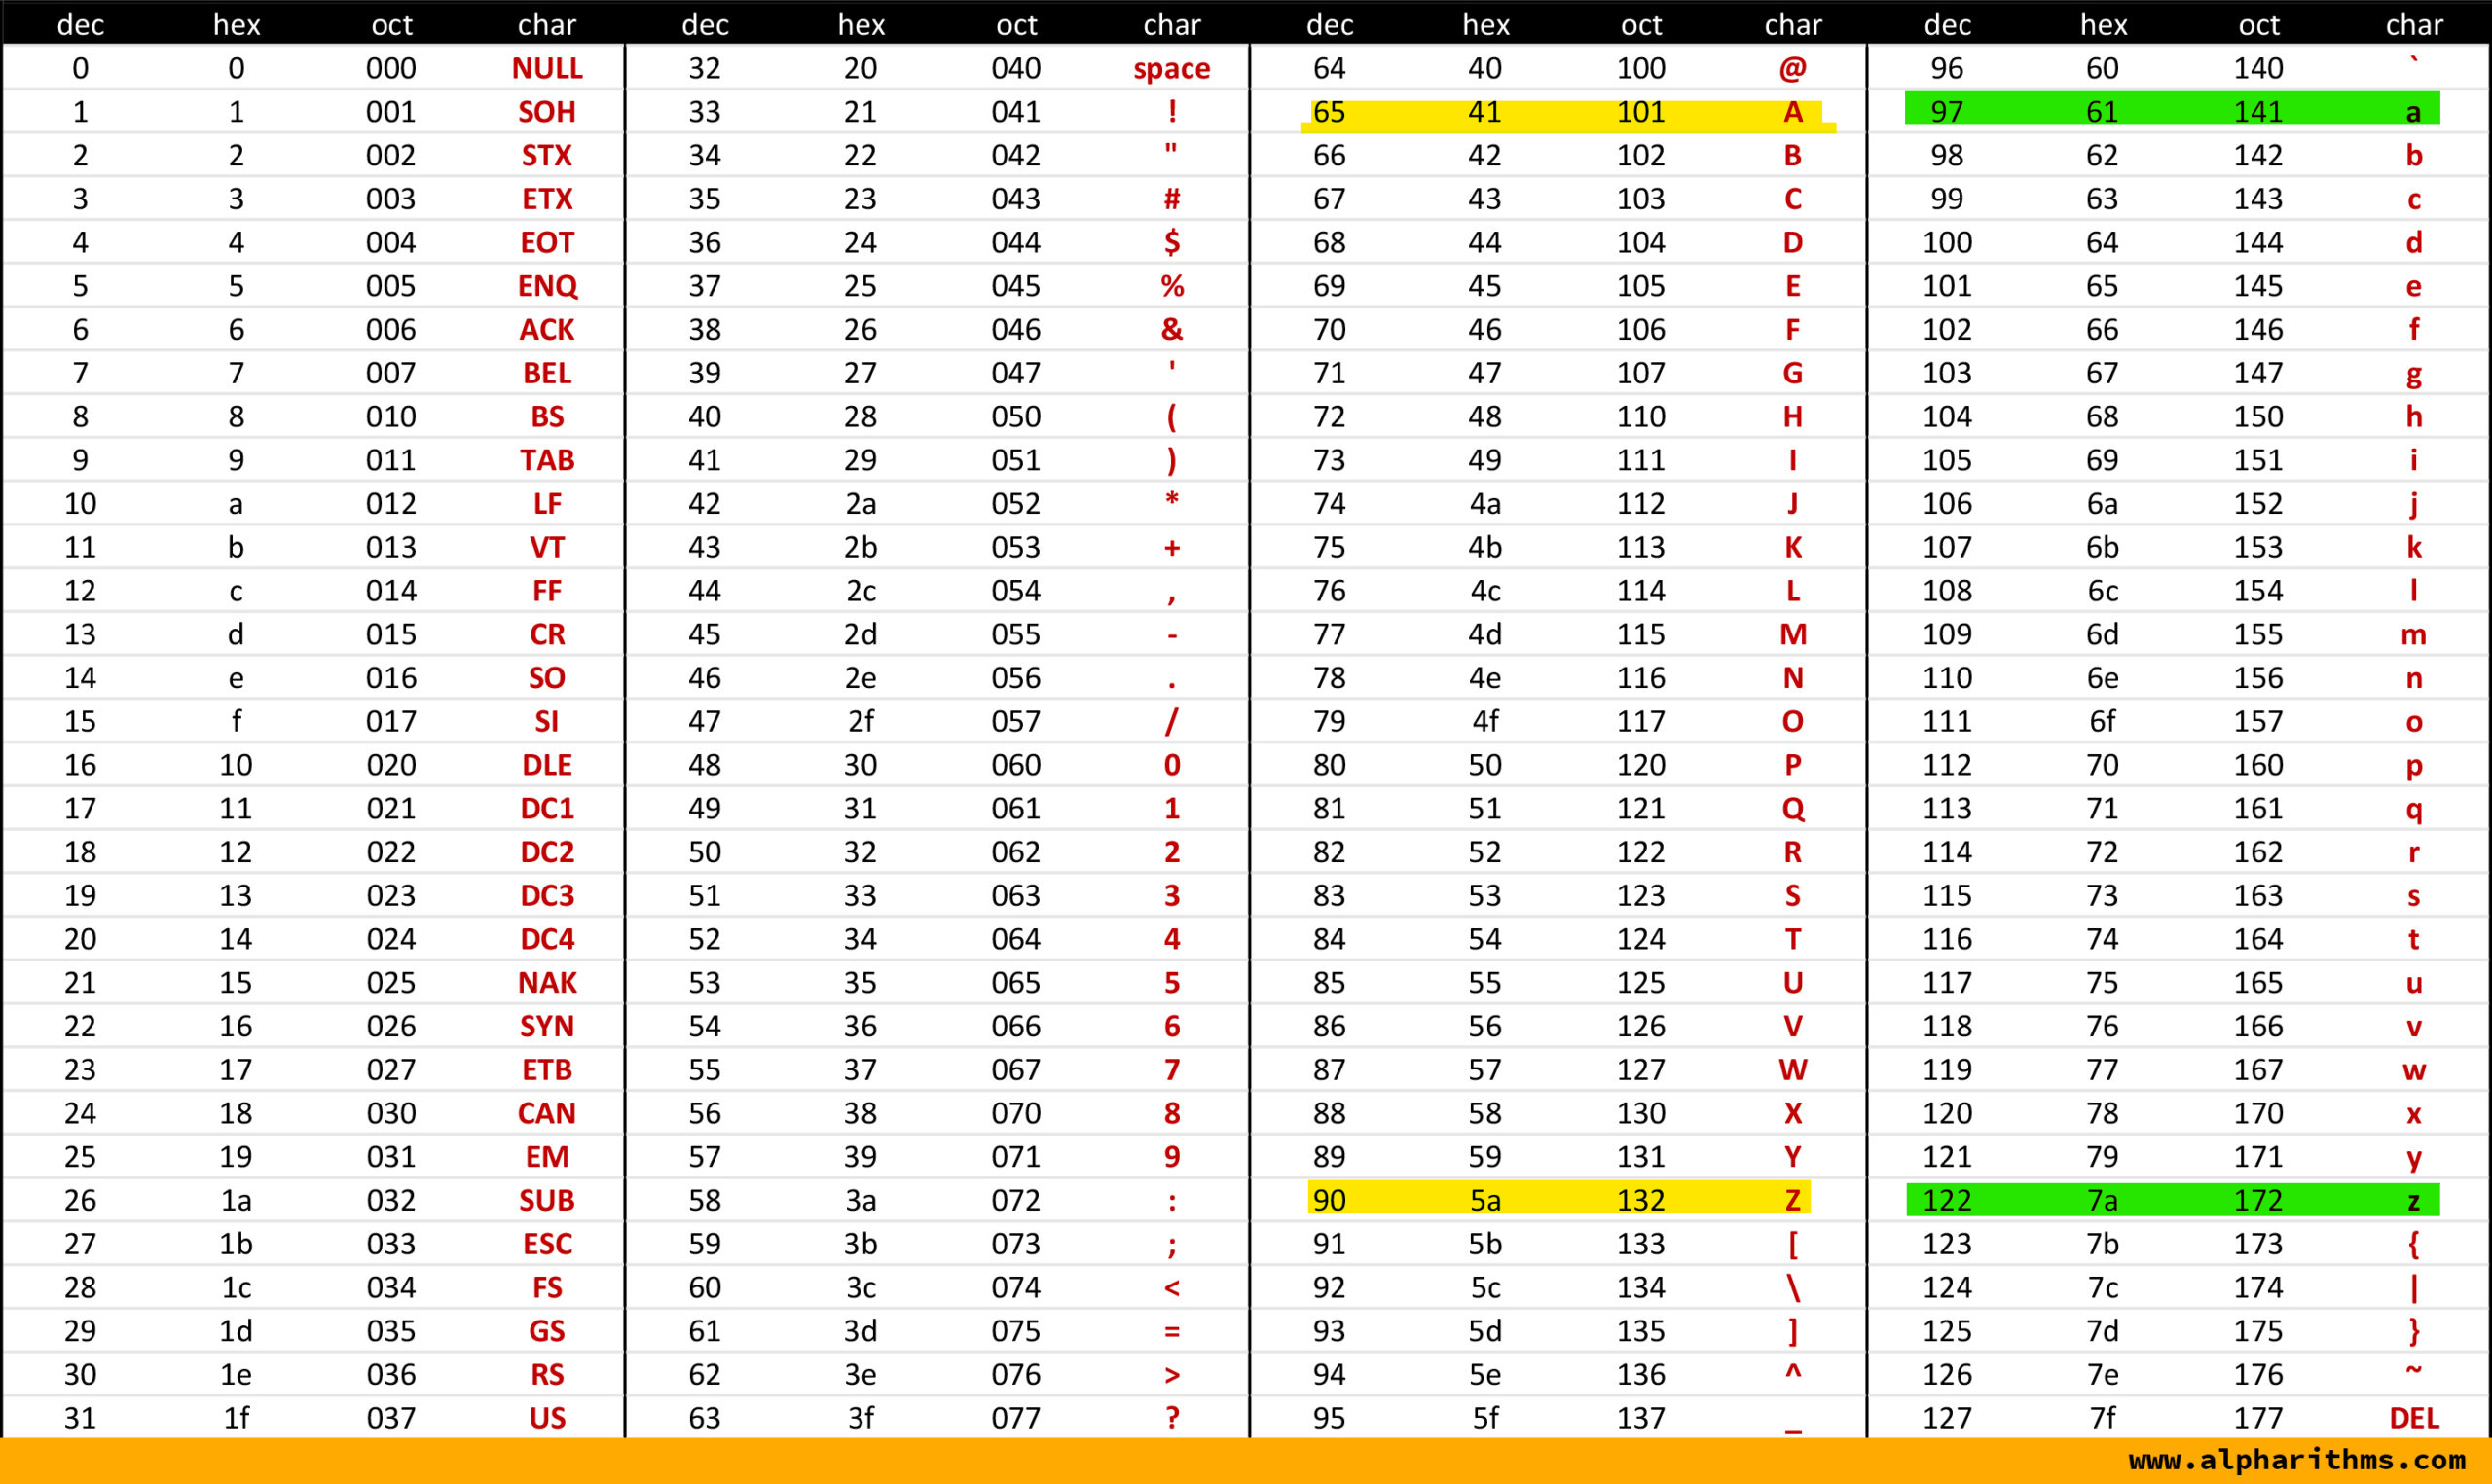 dec hex oct char dec hex oct char dec hex oct char dec hex oct char
0 0 000 NULL 32 20 040 space 64 40 100 @ 96 60 140 `
1 1 001 SOH 33 21 041 ! 65 41 101 A 97 61 141 a
2 2 002 STX 34 22 042 " 66 42 102 B 98 62 142 b
3 3 003 ETX 35 23 043 # 67 43 103 C 99 63 143 c
4 4 004 EOT 36 24 044 $ 68 44 104 D 100 64 144 d
5 5 005 ENQ 37 25 045 % 69 45 105 E 101 65 145 e
6 6 006 ACK 38 26 046 & 70 46 106 F 102 66 146 f
7 7 007 BEL 39 27 047 ' 71 47 107 G 103 67 147 g
8 8 010 BS 40 28 050 ( 72 48 110 H 104 68 150 h
9 9 011 TAB 41 29 051 ) 73 49 111 I 105 69 151 i
10 a 012 LF 42 2a 052 * 74 4a 112 J 106 6a 152 j
11 b 013 VT 43 2b 053 + 75 4b 113 K 107 6b 153 k
12 c 014 FF 44 2c 054 , 76 4c 114 L 108 6c 154 l
13 d 015 CR 45 2d 055 - 77 4d 115 M 109 6d 155 m
14 e 016 SO 46 2e 056 . 78 4e 116 N 110 6e 156 n
15 f 017 SI 47 2f 057 / 79 4f 117 O 111 6f 157 o
16 10 020 DLE 48 30 060 0 80 50 120 P 112 70 160 p
17 11 021 DC1 49 31 061 1 81 51 121 Q 113 71 161 q
18 12 022 DC2 50 32 062 2 82 52 122 R 114 72 162 r
19 13 023 DC3 51 33 063 3 83 53 123 S 115 73 163 s
20 14 024 DC4 52 34 064 4 84 54 124 T 116 74 164 t
21 15 025 NAK 53 35 065 5 85 55 125 U 117 75 165 u
22 16 026 SYN 54 36 066 6 86 56 126 V 118 76 166 v
23 17 027 ETB 55 37 067 7 87 57 127 W 119 77 167 w
24 18 030 CAN 56 38 070 8 88 58 130 X 120 78 170 x
25 19 031 EM 57 39 071 9 89 59 131 Y 121 79 171 y
26 1a 032 SUB 58 3a 072 : 90 5a 132 Z 122 7a 172 z
27 1b 033 ESC 59 3b 073 ; 91 5b 133 [ 123 7b 173 {
28 1c 034 FS 60 3c 074 < 92 5c 134 \ 124 7c 174 |
29 1d 035 GS 61 3d 075 = 93 5d 135 ] 125 7d 175 }
30 1e 036 RS 62 3e 076 > 94 5e 136 ^ 126 7e 176 ~
31 1f 037 US 63 3f 077 ? 95 5f 137 _ 127 7f 177 DEL
www.alpharithms.com